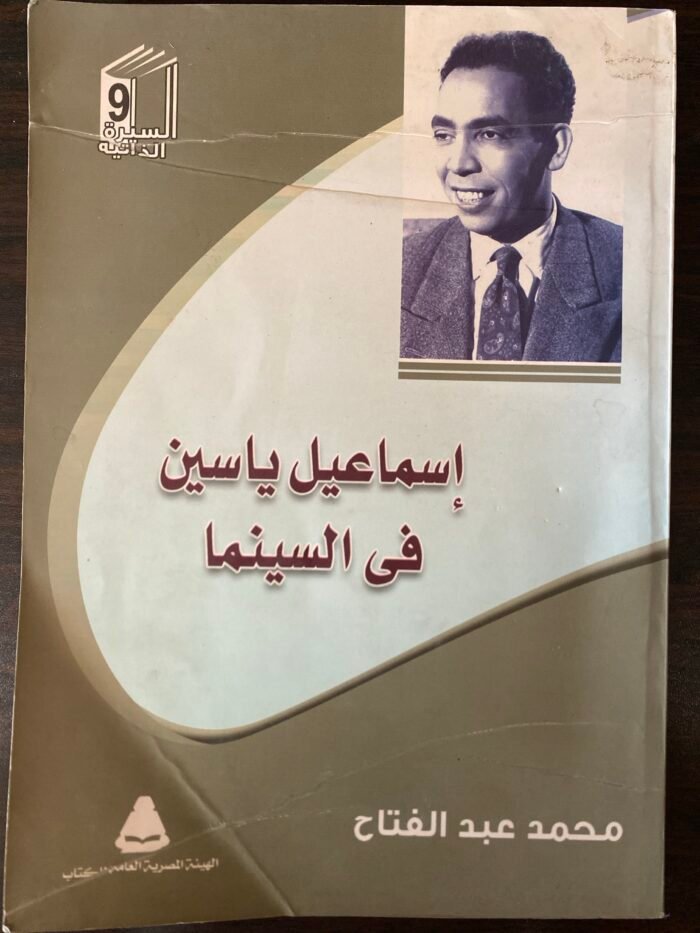 9
السيرة
الذاتية
إسماعيل ياسين
فى السينما
محمد عبد الفتاح
الهيئة المصرية العامة للكتاب